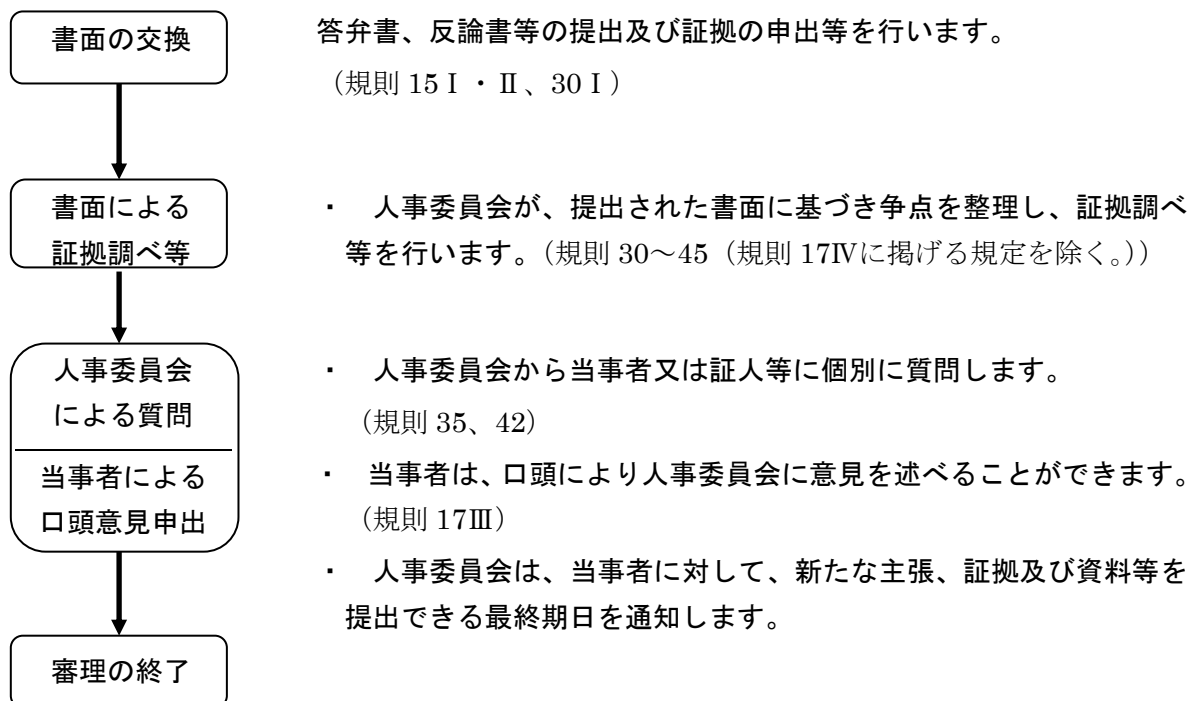 書面の交換
答弁書、反論書等の提出及び証拠の申出等を行います。
（規則 15Ⅰ・Ⅱ、30Ⅰ）
書面による
証拠調べ等
・　人事委員会が、提出された書面に基づき争点を整理し、証拠調べ
等を行います。（規則 30～45（規則 17Ⅳに掲げる規定を除く。））
人事委員会
による質問
当事者による
口頭意見申出
・　人事委員会から当事者又は証人等に個別に質問します。
（規則 35、42）
・　当事者は、口頭により人事委員会に意見を述べることができます。
（規則 17Ⅲ）
・　人事委員会は、当事者に対して、新たな主張、証拠及び資料等を
提出できる最終期日を通知します。
審理の終了